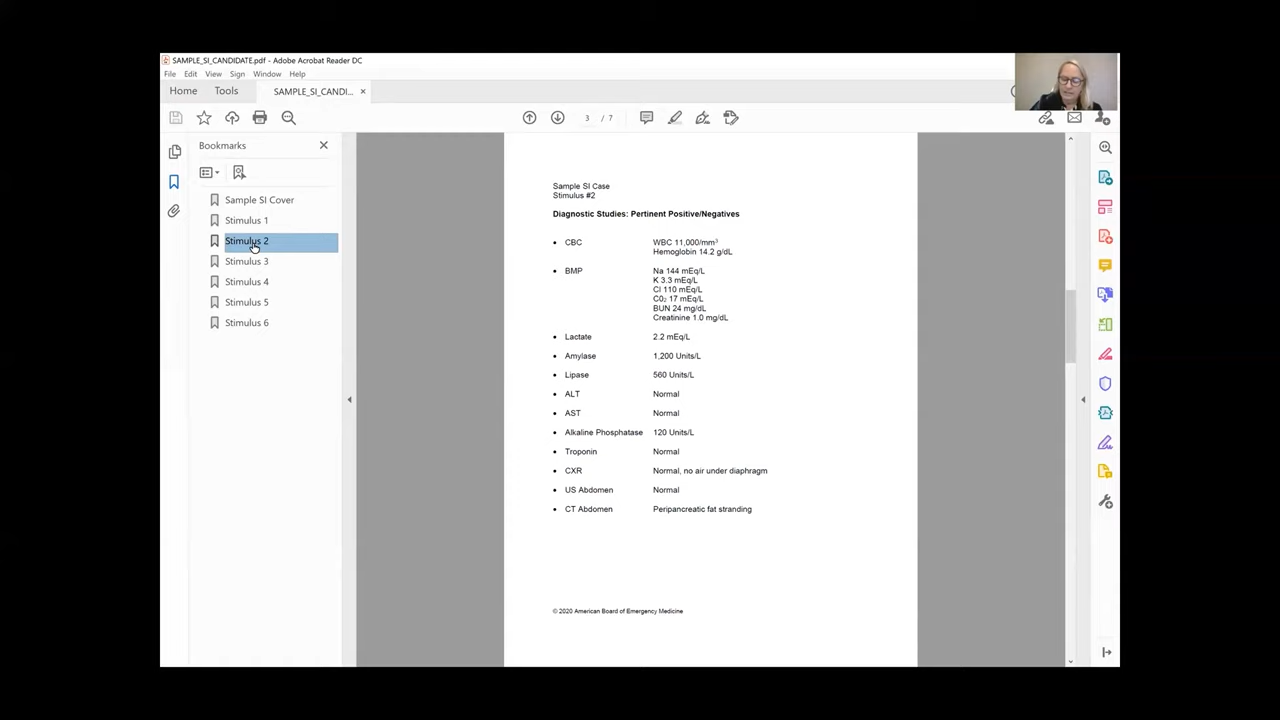 SAMPLE_SI_CANDIDATE.pdf - Adobe Acrobat Reader DC
File Edit View Sign Window Help
Home Tools SAMPLE_SI_CANDI... ×
3 / 7
Bookmarks
Sample SI Cover
Stimulus 1
Stimulus 2
Stimulus 3
Stimulus 4
Stimulus 5
Stimulus 6
Sample SI Case
Stimulus #2
Diagnostic Studies: Pertinent Positive/Negatives
• CBC WBC 11,000/mm³
Hemoglobin 14.2 g/dL
• BMP Na 144 mEq/L
K 3.3 mEq/L
Cl 110 mEq/L
C0₂ 17 mEq/L
BUN 24 mg/dL
Creatinine 1.0 mg/dL
• Lactate 2.2 mEq/L
• Amylase 1,200 Units/L
• Lipase 560 Units/L
• ALT Normal
• AST Normal
• Alkaline Phosphatase 120 Units/L
• Troponin Normal
• CXR Normal, no air under diaphragm
• US Abdomen Normal
• CT Abdomen Peripancreatic fat stranding
© 2020 American Board of Emergency Medicine